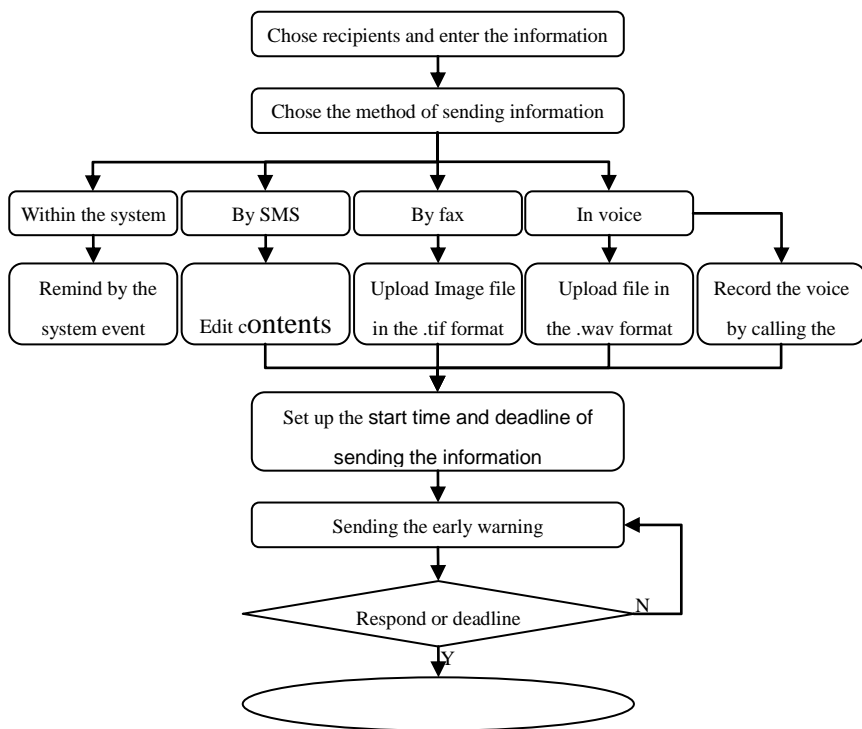 Chose recipients and enter the information
Chose the method of sending information
Within the system
By SMS
By fax
In voice
Remind by the
system event
Edit contents
Upload Image file
in the .tif format
Upload file in
the .wav format
Record the voice
by calling the
Set up the start time and deadline of
sending the information
Sending the early warning
Respond or deadline
N
Y